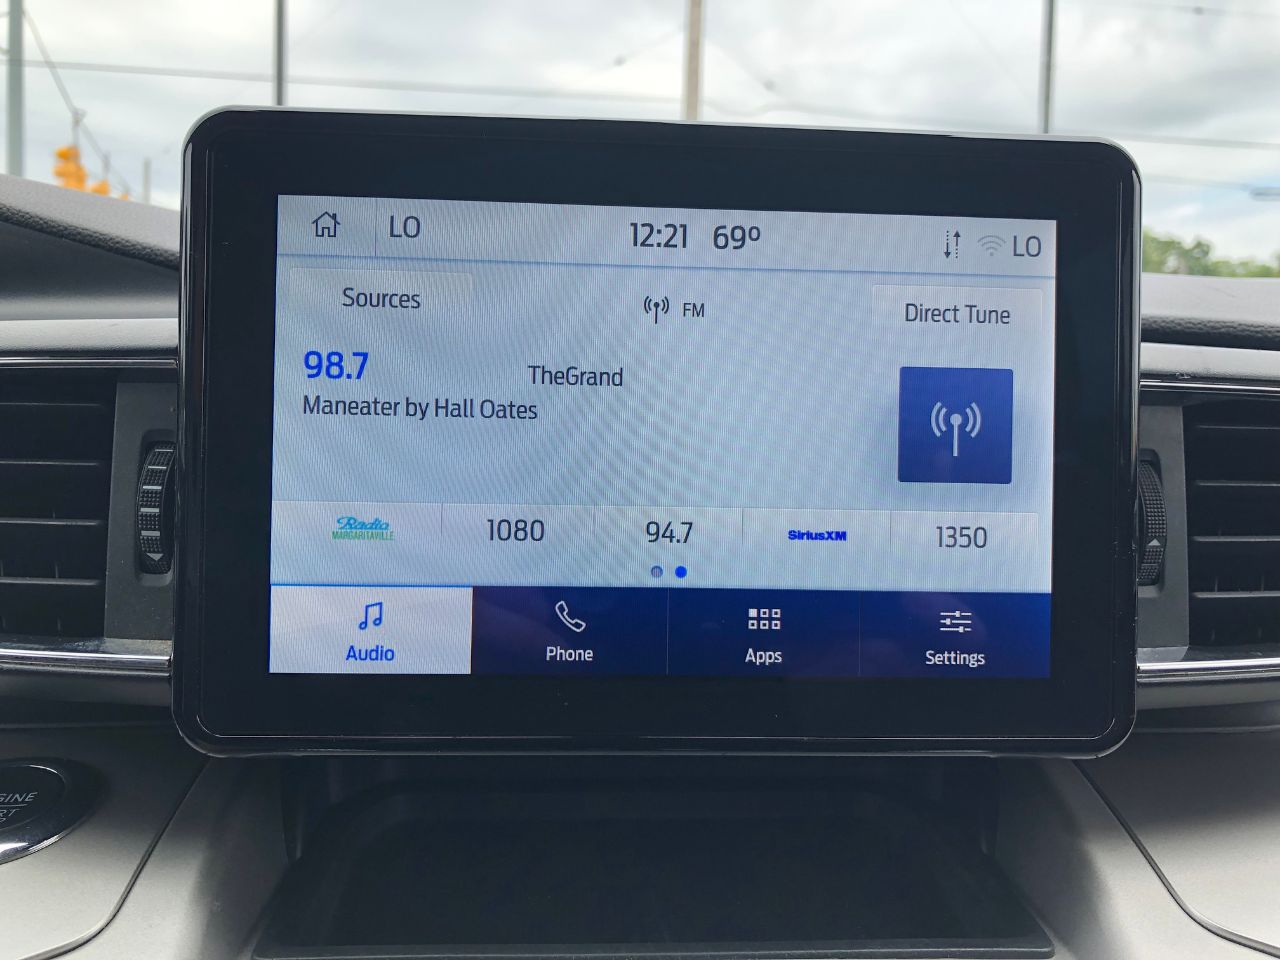 LO 12:21 69º LO
Sources FM Direct Tune
98.7 TheGrand
Maneater by Hall Oates
Radio
MARGARITAVILLE
1080 94.7 SiriusXM 1350
Audio Phone Apps Settings